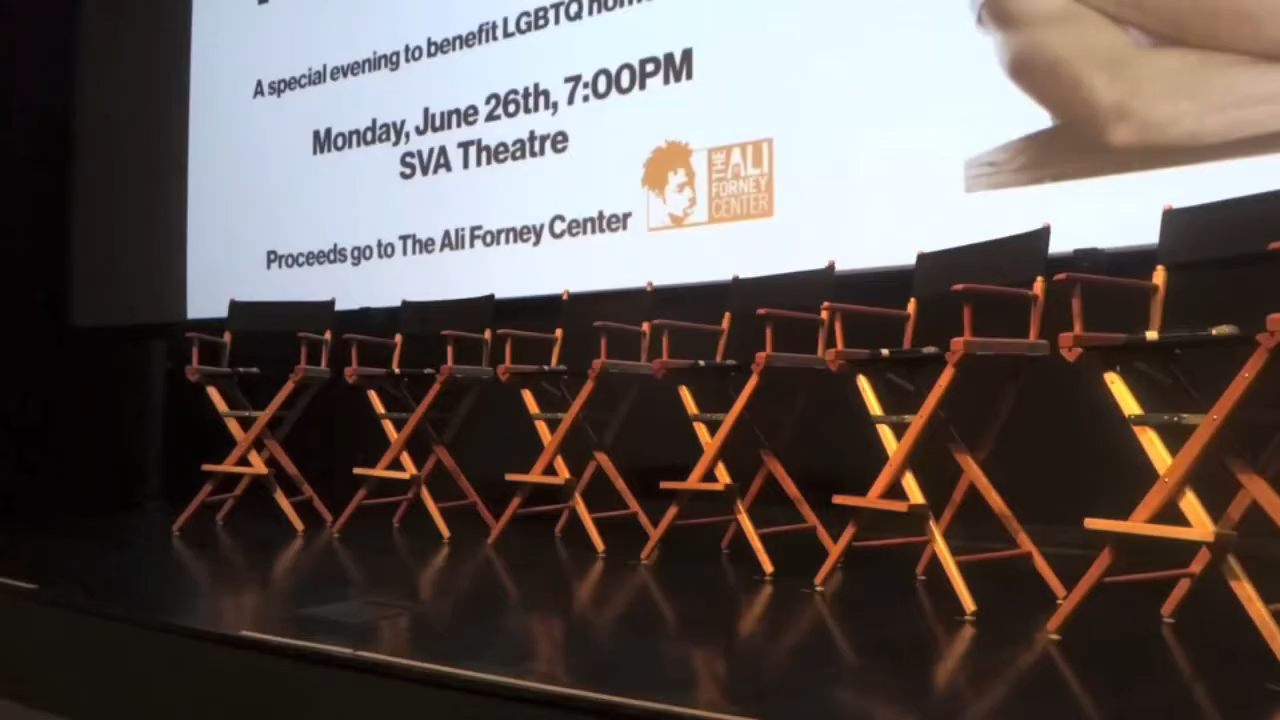 A special evening to benefit LGBTQ
Monday, June 26th, 7:00PM
SVA Theatre
THE ALI
FORNEY
CENTER
Proceeds go to The Ali Forney Center